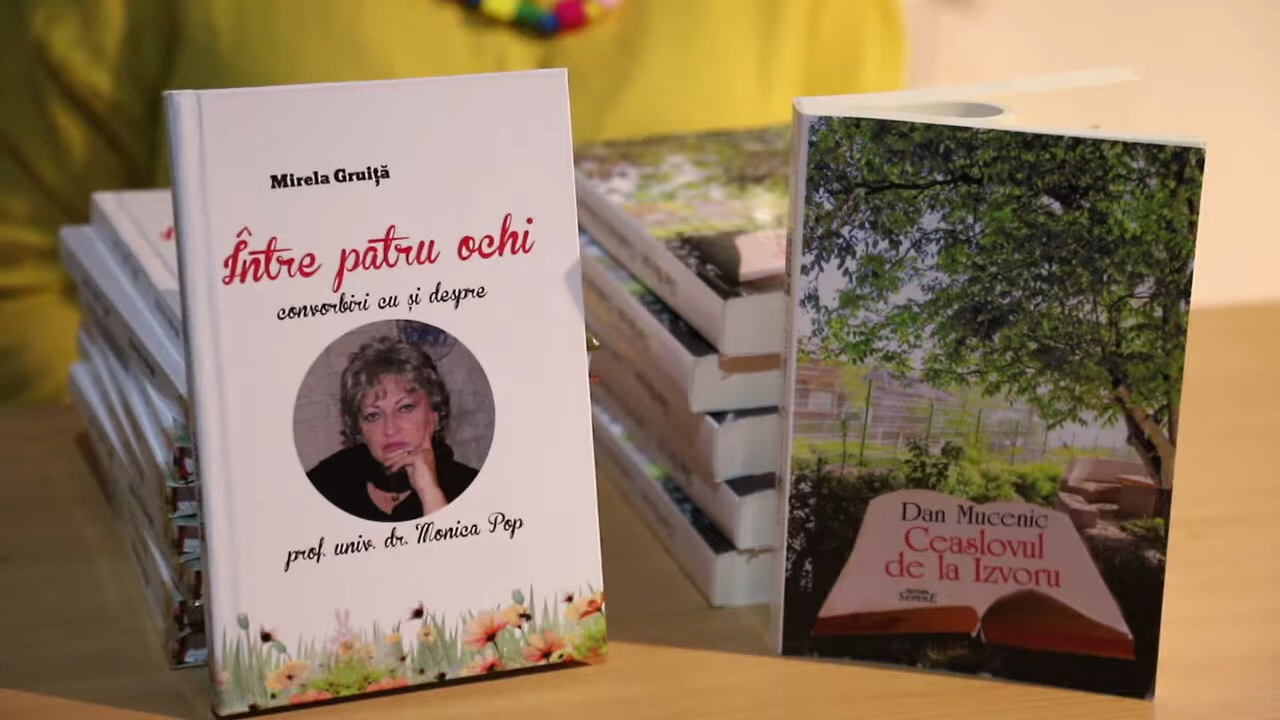 Mirela Gruiță
Între patru ochi
convorbiri cu și despre
prof. univ. dr. Monica Pop
Dan Mucenic
Ceaslovul
de la Izvoru
SemnE